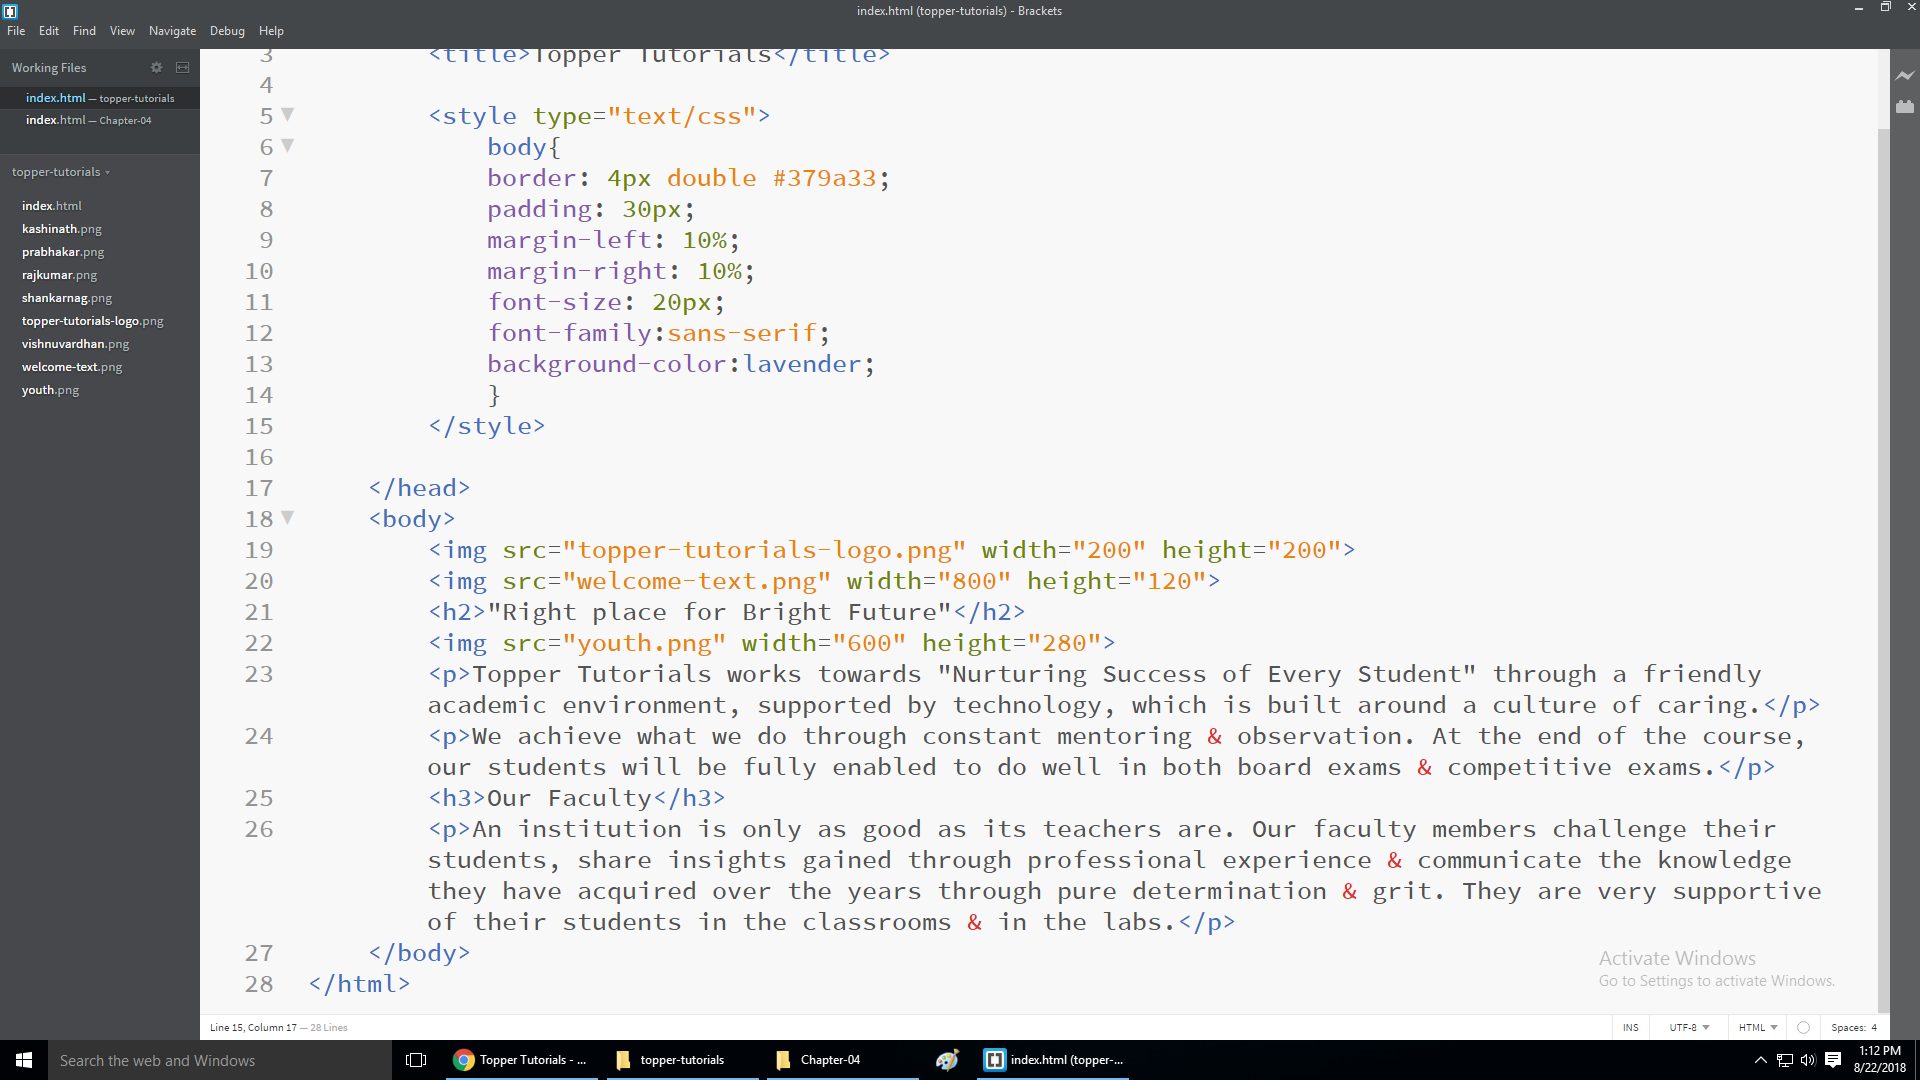 index.html (topper-tutorials) - Brackets
File Edit Find View Navigate Debug Help
Working Files
index.html — topper-tutorials
index.html — Chapter-04
topper-tutorials
index.html
kashinath.png
prabhakar.png
rajkumar.png
shankarnag.png
topper-tutorials-logo.png
vishnuvardhan.png
welcome-text.png
youth.png
3 <title>Topper Tutorials</title>
4
5 <style type="text/css">
6 body{
7 border: 4px double #379a33;
8 padding: 30px;
9 margin-left: 10%;
10 margin-right: 10%;
11 font-size: 20px;
12 font-family:sans-serif;
13 background-color:lavender;
14 }
15 </style>
16
17 </head>
18 <body>
19 <img src="topper-tutorials-logo.png" width="200" height="200">
20 <img src="welcome-text.png" width="800" height="120">
21 <h2>"Right place for Bright Future"</h2>
22 <img src="youth.png" width="600" height="280">
23 <p>Topper Tutorials works towards "Nurturing Success of Every Student" through a friendly
academic environment, supported by technology, which is built around a culture of caring.</p>
24 <p>We achieve what we do through constant mentoring & observation. At the end of the course,
our students will be fully enabled to do well in both board exams & competitive exams.</p>
25 <h3>Our Faculty</h3>
26 <p>An institution is only as good as its teachers are. Our faculty members challenge their
students, share insights gained through professional experience & communicate the knowledge
they have acquired over the years through pure determination & grit. They are very supportive
of their students in the classrooms & in the labs.</p>
27 </body>
28 </html>
Activate Windows
Go to Settings to activate Windows.
Line 15, Column 17 — 28 Lines
INS UTF-8 HTML Spaces: 4
Search the web and Windows
Topper Tutorials - ...
topper-tutorials
Chapter-04
index.html (topper-...
1:12 PM
8/22/2018